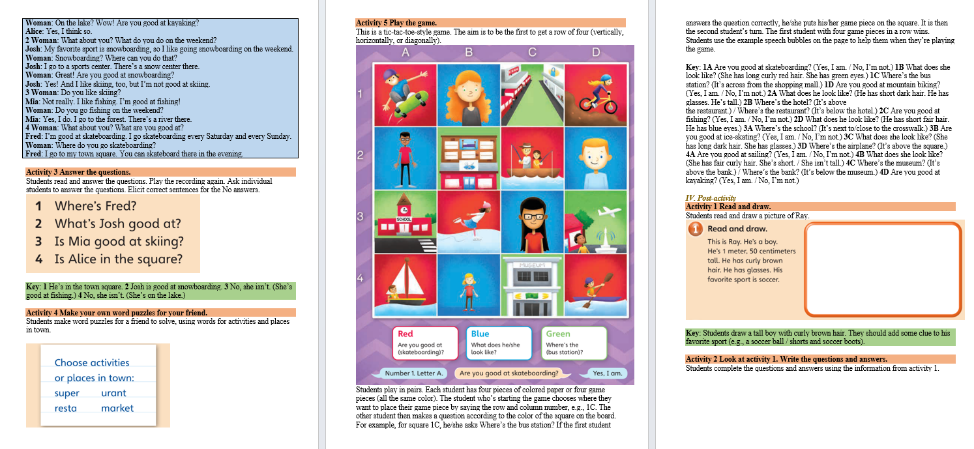 Woman: On the lake? Wow! Are you good at kayaking?
Alice: Yes, I think so.
2 Woman: What about you? What do you do on the weekend?
Josh: My favorite sport is snowboarding, so I like going snowboarding on the weekend.
Woman: Snowboarding? Where can you do that?
Josh: I go to a sports center. There's a snow center there.
Woman: Great! Are you good at snowboarding?
Josh: Yes! And I like skiing, too, but I'm not good at skiing.
3 Woman: Do you like skiing?
Mia: Not really. I like fishing. I'm good at fishing!
Woman: Do you go fishing on the weekend?
Mia: Yes, I do. I go to the forest. There's a river there.
4 Woman: What about you? What are you good at?
Fred: I'm good at skateboarding. I go skateboarding every Saturday and every Sunday.
Woman: Where do you go skateboarding?
Fred: I go to my town square. You can skateboard there in the evening.
Activity 3 Answer the questions.
Students read and answer the questions. Play the recording again. Ask individual
students to answer the questions. Elicit correct sentences for the No answers.
1 Where's Fred?
2 What's Josh good at?
3 Is Mia good at skiing?
4 Is Alice in the square?
Key: 1 He's in the town square. 2 Josh is good at snowboarding. 3 No, she isn't. (She's
good at fishing.) 4 No, she isn't. (She's on the lake.)
Activity 4 Make your own word puzzles for your friend.
Students make word puzzles for a friend to solve, using words for activities and places
in town.
Choose activities
or places in town:
super urant
resta market
Activity 5 Play the game.
This is a tic-tac-toe-style game. The aim is to be the first to get a row of four (vertically,
horizontally, or diagonally).
A B C D
1
2
3
SCHOOL
4
MUSEUM
Red
Are you good at
(skateboarding)?
Blue
What does he/she
look like?
Green
Where's the
(bus station)?
Number 1. Letter A.
Are you good at skateboarding?
Yes, I am.
Students play in pairs. Each student has four pieces of colored paper or four game
pieces (all the same color). The student who's starting the game chooses where they
want to place their game piece by saying the row and column number, e.g., 1C. The
other student then makes a question according to the color of the square on the board.
For example, for square 1C, he/she asks Where's the bus station? If the first student
answers the question correctly, he/she puts his/her game piece on the square. It is then
the second student's turn. The first student with four game pieces in a row wins.
Students use the example speech bubbles on the page to help them when they're playing
the game.
Key: 1A Are you good at skateboarding? (Yes, I am. / No, I'm not.) 1B What does she
look like? (She has long curly red hair. She has green eyes.) 1C Where's the bus
station? (It's across from the shopping mall.) 1D Are you good at mountain biking?
(Yes, I am. / No, I'm not.) 2A What does he look like? (He has short dark hair. He has
glasses. He's tall.) 2B Where's the hotel? (It's above
the restaurant.) / Where's the restaurant? (It's below the hotel.) 2C Are you good at
fishing? (Yes, I am. / No, I'm not.) 2D What does he look like? (He has short fair hair.
He has blue eyes.) 3A Where's the school? (It's next to/close to the crosswalk.) 3B Are
you good at ice-skating? (Yes, I am. / No, I'm not.) 3C What does she look like? (She
has long dark hair. She has glasses.) 3D Where's the airplane? (It's above the square.)
4A Are you good at sailing? (Yes, I am. / No, I'm not.) 4B What does she look like?
(She has fair curly hair. She's short. / She isn't tall.) 4C Where's the museum? (It's
above the bank.) / Where's the bank? (It's below the museum.) 4D Are you good at
kayaking? (Yes, I am. / No, I'm not.)
IV. Post-activity
Activity 1 Read and draw.
Students read and draw a picture of Ray.
1 Read and draw.
This is Ray. He's a boy.
He's 1 meter, 50 centimeters
tall. He has curly brown
hair. He has glasses. His
favorite sport is soccer.
Key: Students draw a tall boy with curly brown hair. They should add some clue to his
favorite sport (e.g., a soccer ball / shorts and soccer boots).
Activity 2 Look at activity 1. Write the questions and answers.
Students complete the questions and answers using the information from activity 1.